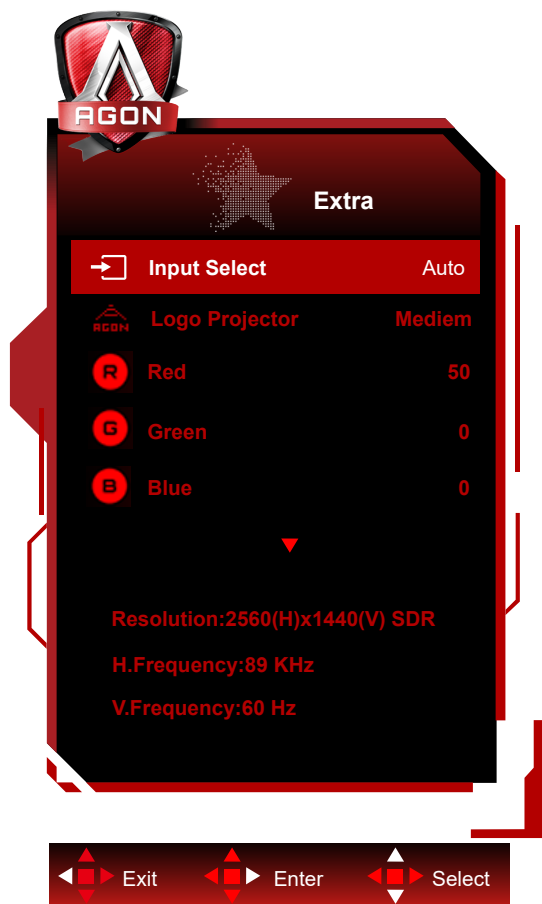 AGON
Extra
Input Select Auto
AGON Logo Projector Mediem
R Red 50
G Green 0
B Blue 0
Resolution:2560(H)x1440(V) SDR
H.Frequency:89 KHz
V.Frequency:60 Hz
Exit Enter Select